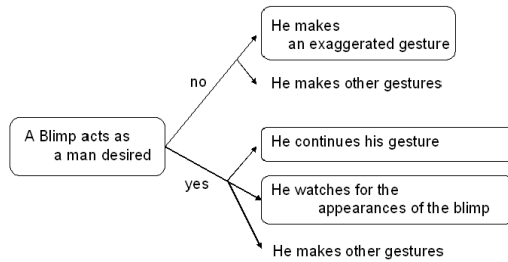 He makes
an exaggerated gesture
no
He makes other gestures
A Blimp acts as
a man desired
He continues his gesture
yes
He watches for the
appearances of the blimp
He makes other gestures